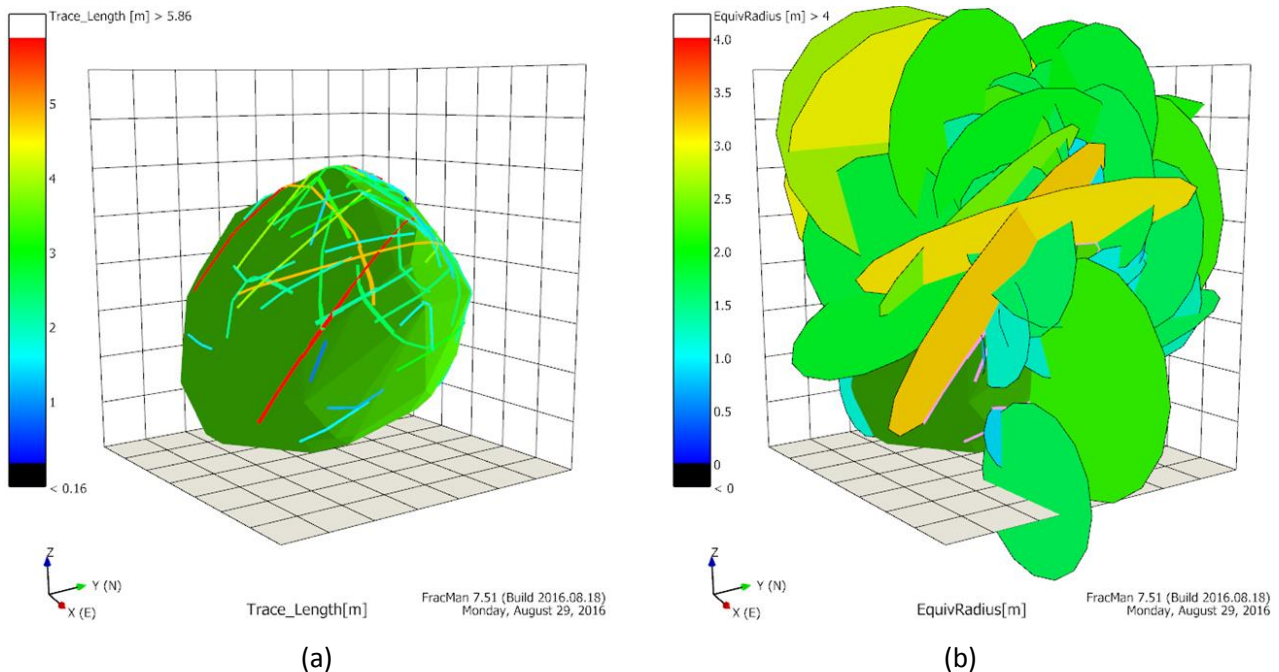 Trace_Length [m] > 5.86
5
4
3
2
1
< 0.16
Z
Y (N)
X (E)
Trace_Length[m]
FracMan 7.51 (Build 2016.08.18)
Monday, August 29, 2016
(a)
EquivRadius [m] > 4
4.0
3.5
3.0
2.5
2.0
1.5
1.0
0.5
0
< 0
Z
Y (N)
X (E)
EquivRadius[m]
FracMan 7.51 (Build 2016.08.18)
Monday, August 29, 2016
(b)